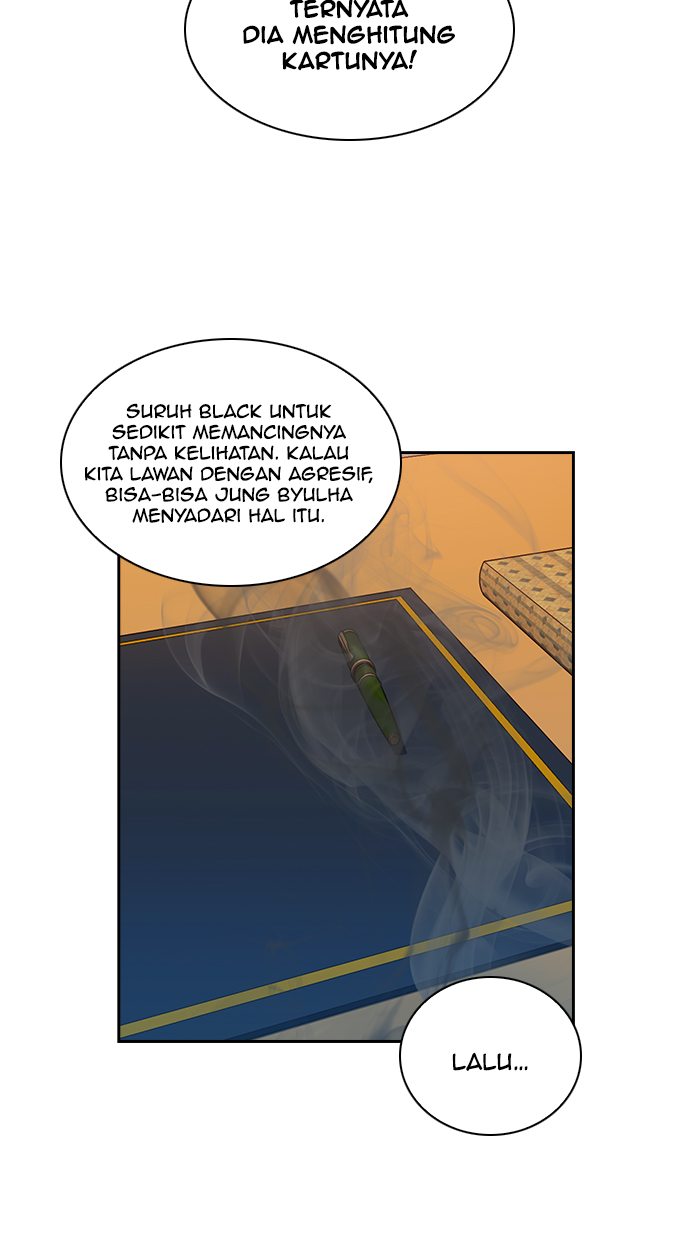 TERNYATA
DIA MENGHITUNG
KARTUNYA!
SURUH BLACK UNTUK
SEDIKIT MEMANCINGNYA
TANPA KELIHATAN. KALAU
KITA LAWAN DENGAN AGRESIF,
BISA-BISA JUNG BYULHA
MENYADARI HAL ITU.
LALU...